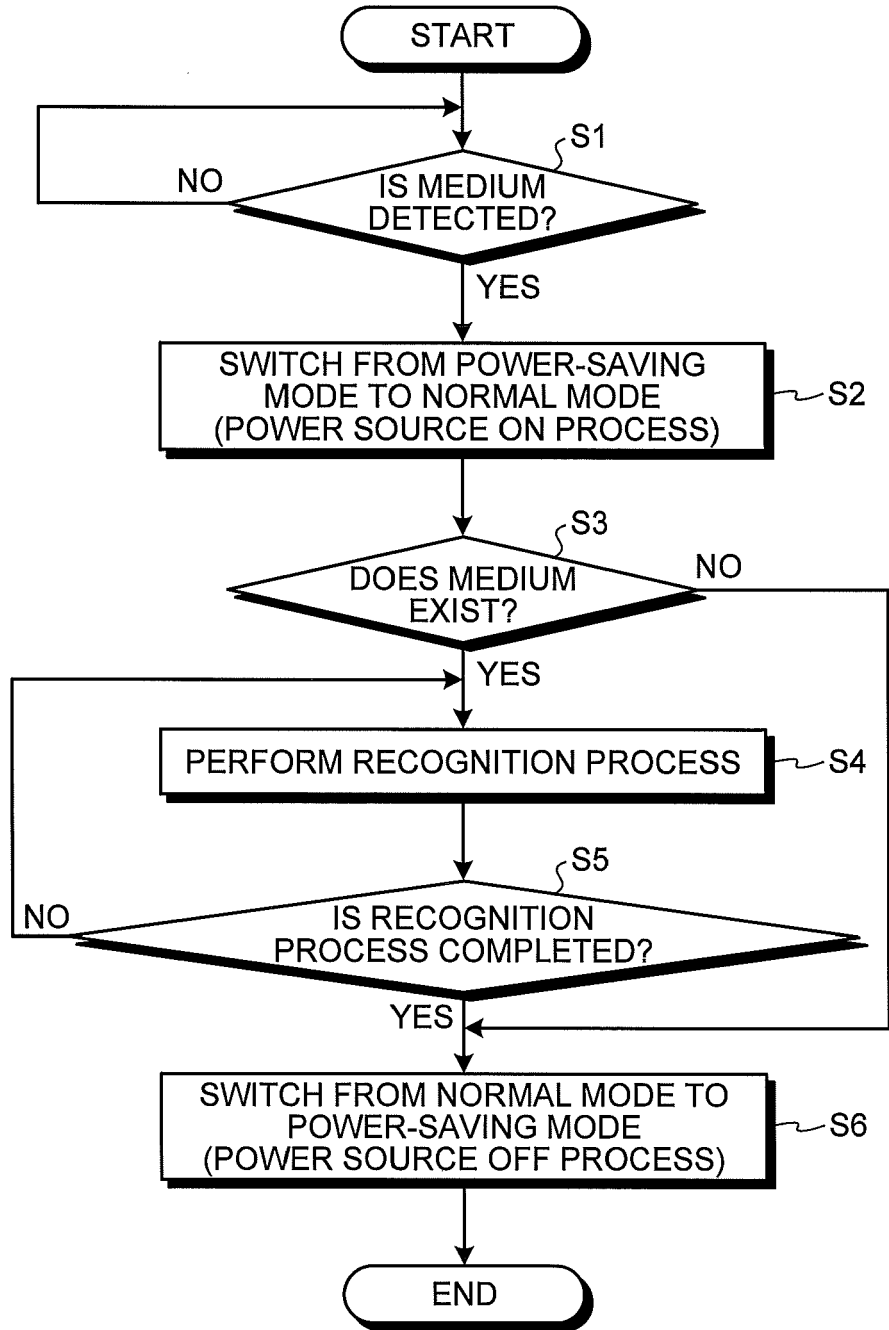 START
S1
NO
IS MEDIUM
DETECTED?
YES
SWITCH FROM POWER-SAVING
MODE TO NORMAL MODE
(POWER SOURCE ON PROCESS)
S2
S3
NO
DOES MEDIUM
EXIST?
YES
PERFORM RECOGNITION PROCESS
S4
S5
NO
IS RECOGNITION
PROCESS COMPLETED?
YES
SWITCH FROM NORMAL MODE TO
POWER-SAVING MODE
(POWER SOURCE OFF PROCESS)
S6
END